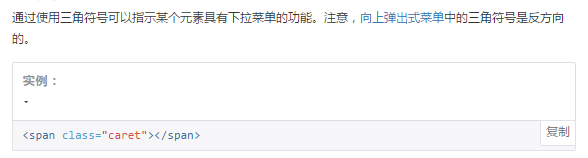 通过使用三角符号可以指示某个元素具有下拉菜单的功能。注意，向上弹出式菜单中的三角符号是反方向
的。
实例：
<span class="caret"></span>
复制